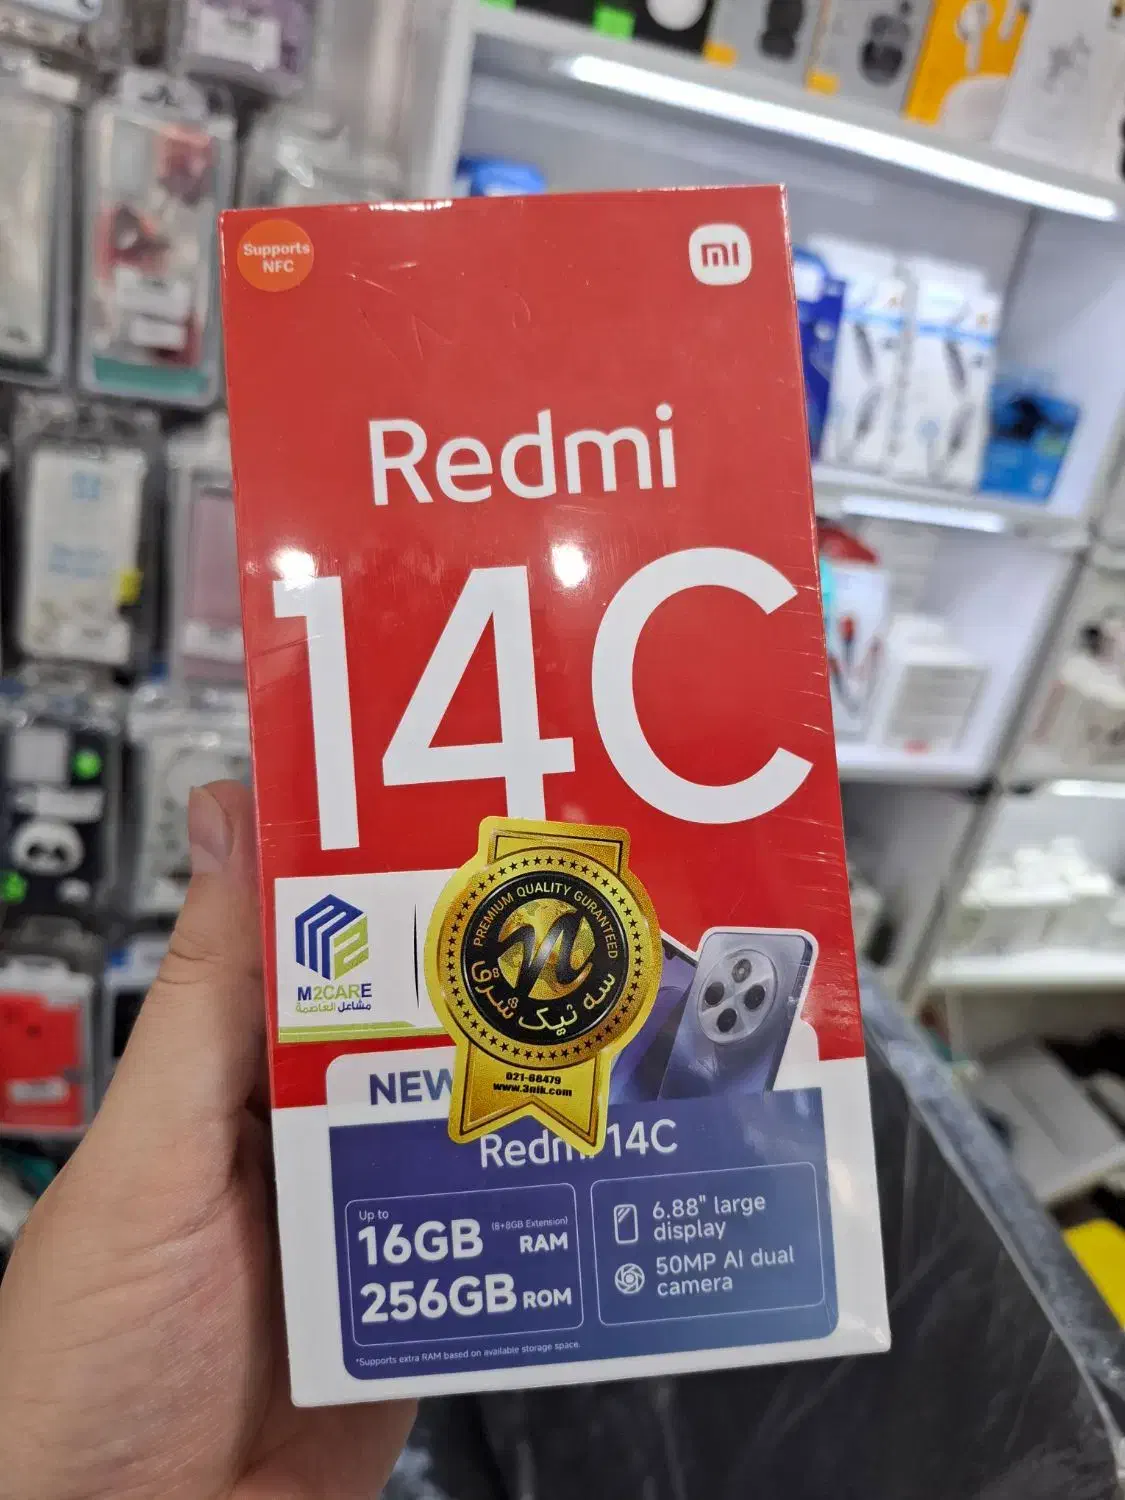 Supports
NFC
mi
Redmi
14C
M2CARE
مشاعل العاصمة
PREMIUM QUALITY GURANTEED
n
سه نیک شرق
021-68479
www.3nik.com
NEW
Redmi 14C
Up to
16GB (8+8GB Extension) RAM
256GB ROM
6.88" large
display
50MP AI dual
camera
*Supports extra RAM based on available storage space.